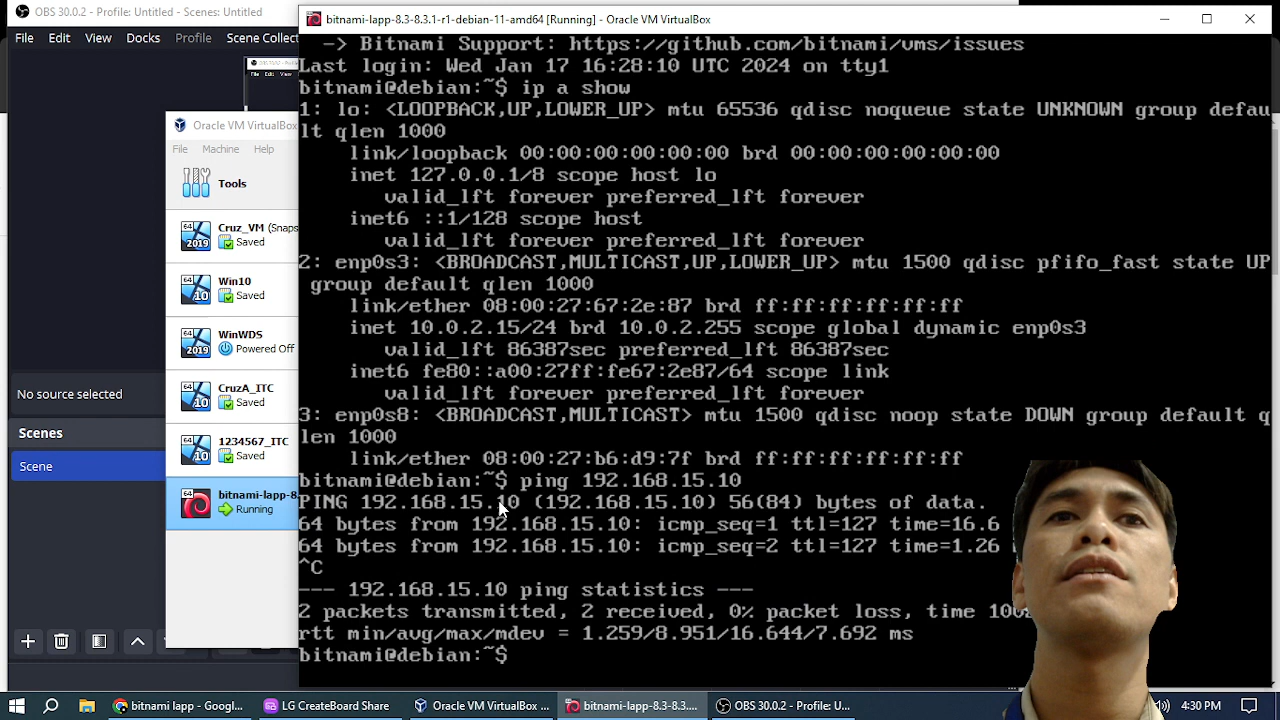 OBS 30.0.2 - Profile: Untitled - Scenes: Untitled
File Edit View Docks Profile Scene Collec
bitnami-lapp-8.3-8.3.1-r1-debian-11-amd64 [Running] - Oracle VM VirtualBox
-> Bitnami Support: https://github.com/bitnami/vms/issues
Last login: Wed Jan 17 16:28:10 UTC 2024 on tty1
bitnami@debian:~$ ip a show
1: lo: <LOOPBACK,UP,LOWER_UP> mtu 65536 qdisc noqueue state UNKNOWN group defau
lt qlen 1000
link/loopback 00:00:00:00:00:00 brd 00:00:00:00:00:00
inet 127.0.0.1/8 scope host lo
valid_lft forever preferred_lft forever
inet6 ::1/128 scope host
valid_lft forever preferred_lft forever
2: enp0s3: <BROADCAST,MULTICAST,UP,LOWER_UP> mtu 1500 qdisc pfifo_fast state UP
group default qlen 1000
link/ether 08:00:27:67:2e:87 brd ff:ff:ff:ff:ff:ff
inet 10.0.2.15/24 brd 10.0.2.255 scope global dynamic enp0s3
valid_lft 86387sec preferred_lft 86387sec
inet6 fe80::a00:27ff:fe67:2e87/64 scope link
valid_lft forever preferred_lft forever
3: enp0s8: <BROADCAST,MULTICAST> mtu 1500 qdisc noop state DOWN group default q
len 1000
link/ether 08:00:27:b6:d9:7f brd ff:ff:ff:ff:ff:ff
bitnami@debian:~$ ping 192.168.15.10
PING 192.168.15.10 (192.168.15.10) 56(84) bytes of data.
64 bytes from 192.168.15.10: icmp_seq=1 ttl=127 time=16.6
64 bytes from 192.168.15.10: icmp_seq=2 ttl=127 time=1.26
^C
--- 192.168.15.10 ping statistics ---
2 packets transmitted, 2 received, 0% packet loss, time 100
rtt min/avg/max/mdev = 1.259/8.951/16.644/7.692 ms
bitnami@debian:~$
Oracle VM VirtualBox
File Machine Help
Tools
Cruz_VM (Snaps
Saved
Win10
Saved
WinWDS
Powered Off
CruzA_ITC
Saved
1234567_ITC
Saved
bitnami-lapp-8.
Running
No source selected
Scenes
Scene
Bitnami lapp - Googl...
LG CreateBoard Share
Oracle VM VirtualBox ...
bitnami-lapp-8.3-8.3....
OBS 30.0.2 - Profile: U...
4:30 PM